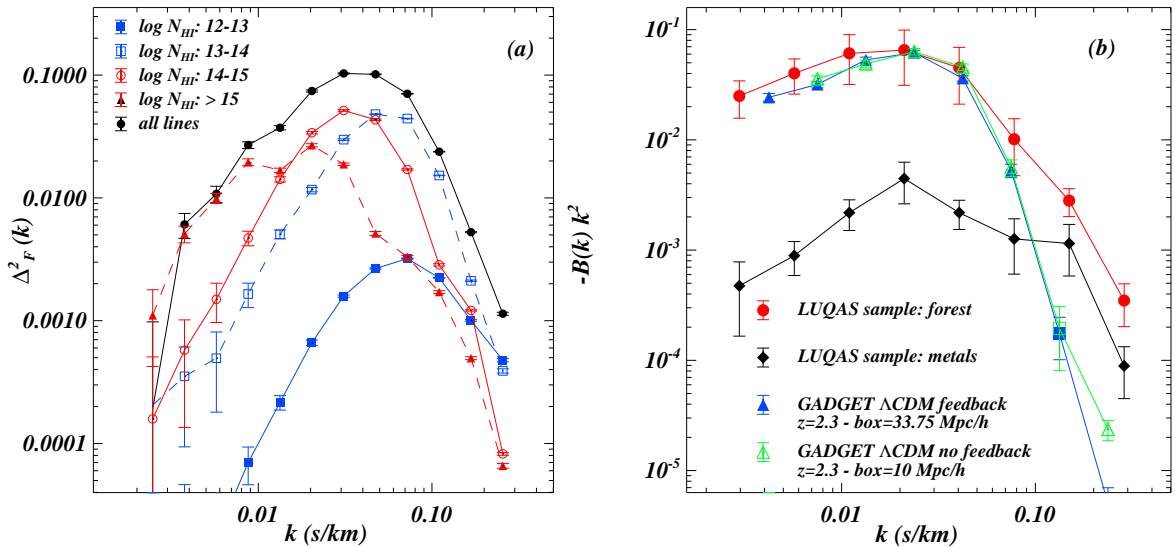 (a)
log N_HI: 12-13
log N_HI: 13-14
log N_HI: 14-15
log N_HI: > 15
all lines
0.1000
0.0100
0.0010
0.0001
Δ²_F (k)
0.01
0.10
k (s/km)
(b)
10⁻¹
10⁻²
10⁻³
10⁻⁴
10⁻⁵
-B(k) k²
LUQAS sample: forest
LUQAS sample: metals
GADGET ΛCDM feedback
z=2.3 - box=33.75 Mpc/h
GADGET ΛCDM no feedback
z=2.3 - box=10 Mpc/h
0.01
0.10
k (s/km)